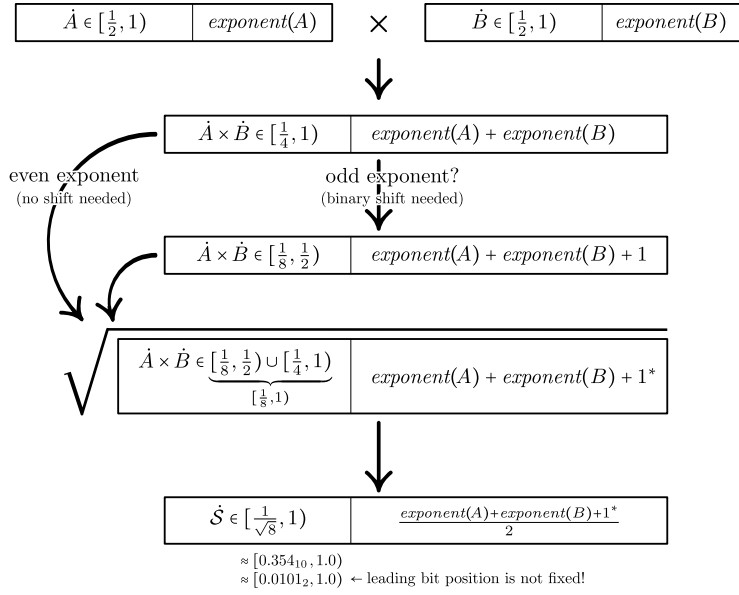 Ȧ ∈ [1/2, 1) exponent(A) × Ḃ ∈ [1/2, 1) exponent(B)
Ȧ × Ḃ ∈ [1/4, 1) exponent(A) + exponent(B)
even exponent
(no shift needed)
odd exponent?
(binary shift needed)
Ȧ × Ḃ ∈ [1/8, 1/2) exponent(A) + exponent(B) + 1
√ Ȧ × Ḃ ∈ [1/8, 1/2) ∪ [1/4, 1) exponent(A) + exponent(B) + 1*
[1/8, 1)
𝒮̇ ∈ [1/√8, 1) (exponent(A)+exponent(B)+1*)/2
≈ [0.354₁₀, 1.0)
≈ [0.0101₂, 1.0) ← leading bit position is not fixed!